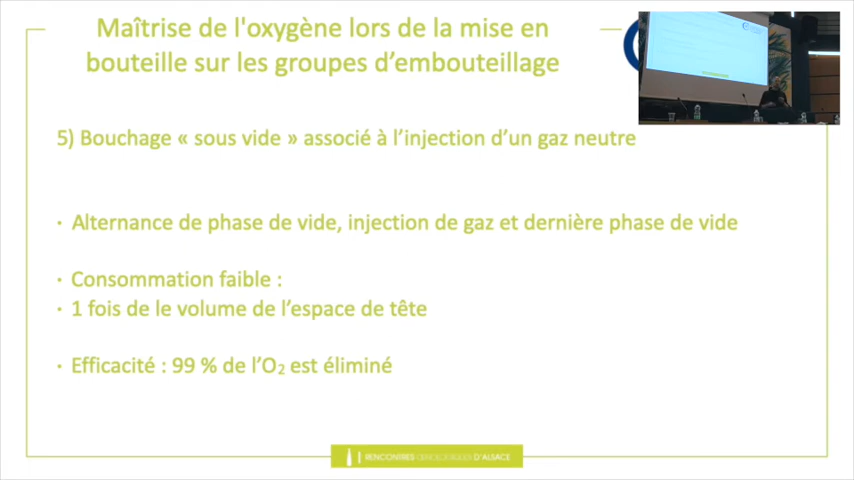 Maîtrise de l'oxygène lors de la mise en
bouteille sur les groupes d’embouteillage
5) Bouchage « sous vide » associé à l’injection d’un gaz neutre
· Alternance de phase de vide, injection de gaz et dernière phase de vide
· Consommation faible :
· 1 fois de le volume de l’espace de tête
· Efficacité : 99 % de l’O₂ est éliminé
RENCONTRES D'ALSACE